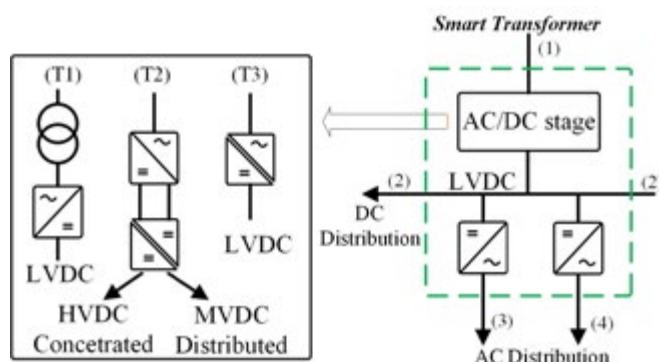 Smart Transformer
(1)
(T1)
(T2)
(T3)
AC/DC stage
(2)
LVDC
(2
DC
Distribution
LVDC
LVDC
HVDC
MVDC
Concetrated
Distributed
(3)
(4)
AC Distribution